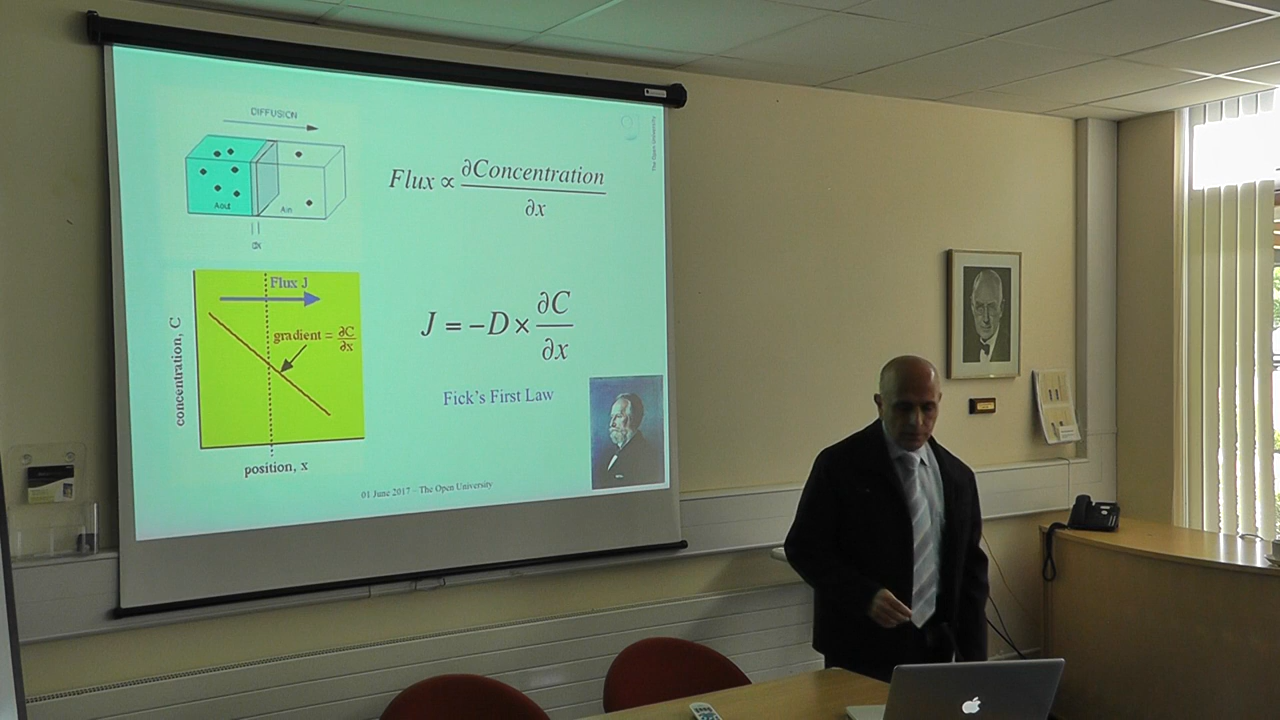 DIFFUSION
Aout
Ain
dx
The Open University
Flux ∝ ∂Concentration / ∂x
Flux J
gradient = ∂C/∂x
concentration, C
position, x
J = −D × ∂C/∂x
Fick's First Law
01 June 2017 – The Open University